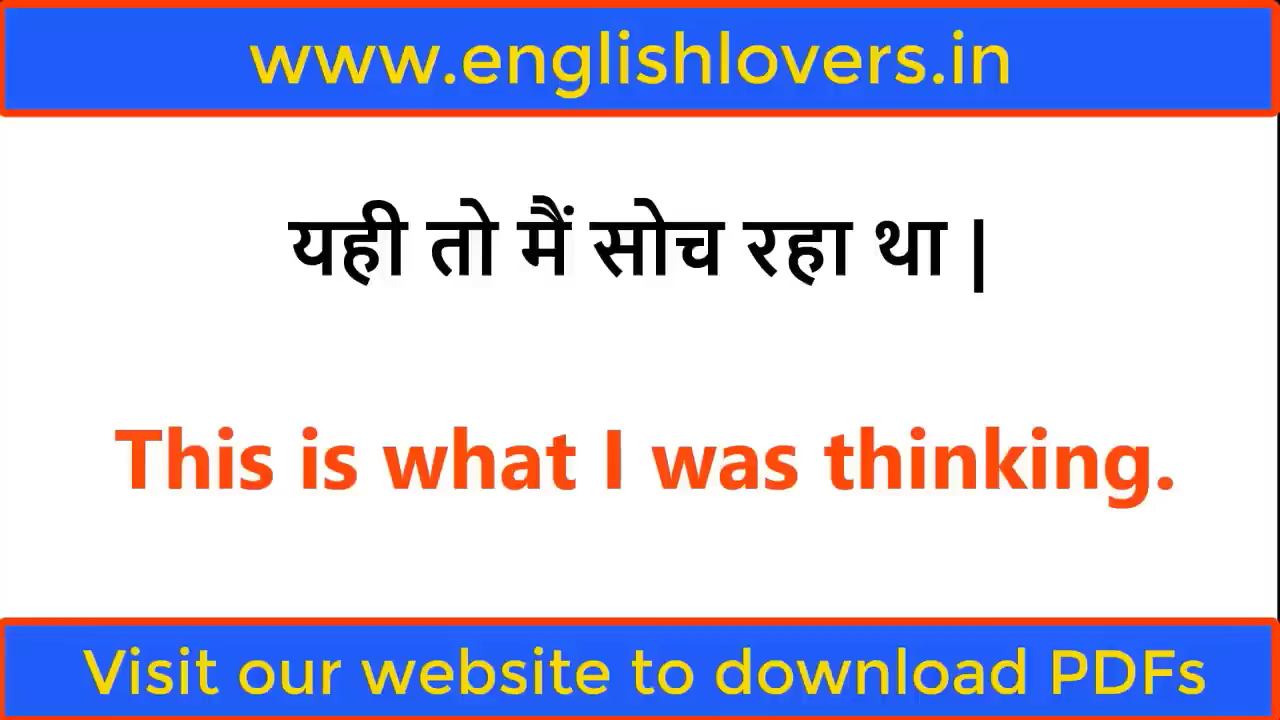 www.englishlovers.in
यही तो मैं सोच रहा था |
This is what I was thinking.
Visit our website to download PDFs